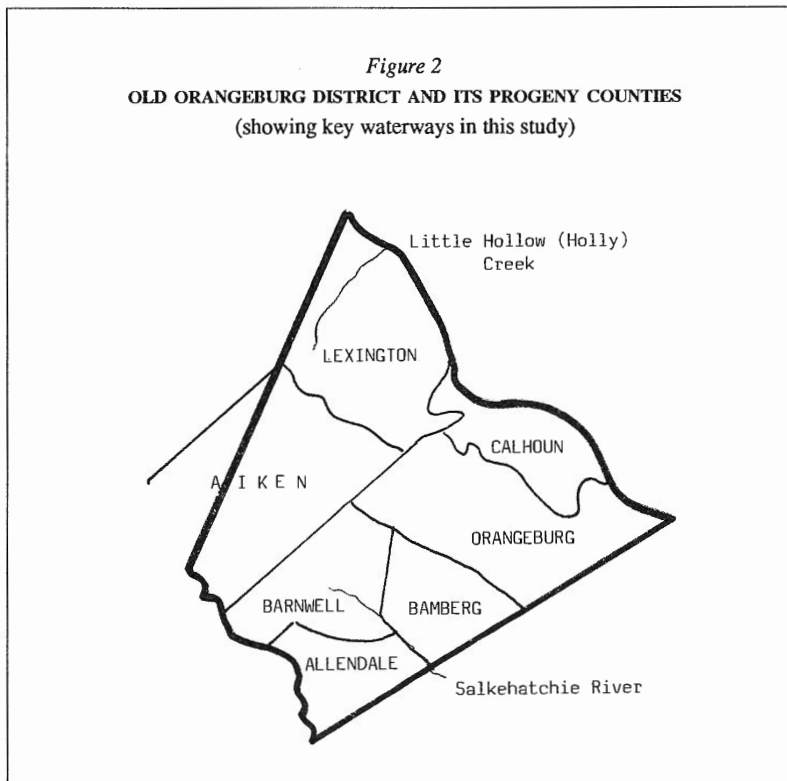 Figure 2
OLD ORANGEBURG DISTRICT AND ITS PROGENY COUNTIES
(showing key waterways in this study)
Little Hollow (Holly)
Creek
LEXINGTON
CALHOUN
AIKEN
ORANGEBURG
BARNWELL
BAMBERG
ALLENDALE
Salkehatchie River